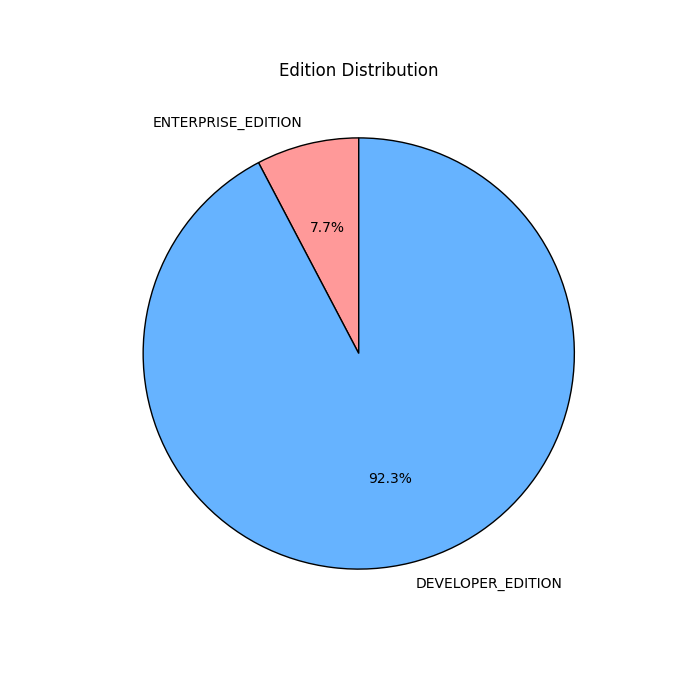 Edition Distribution
ENTERPRISE_EDITION
7.7%
92.3%
DEVELOPER_EDITION